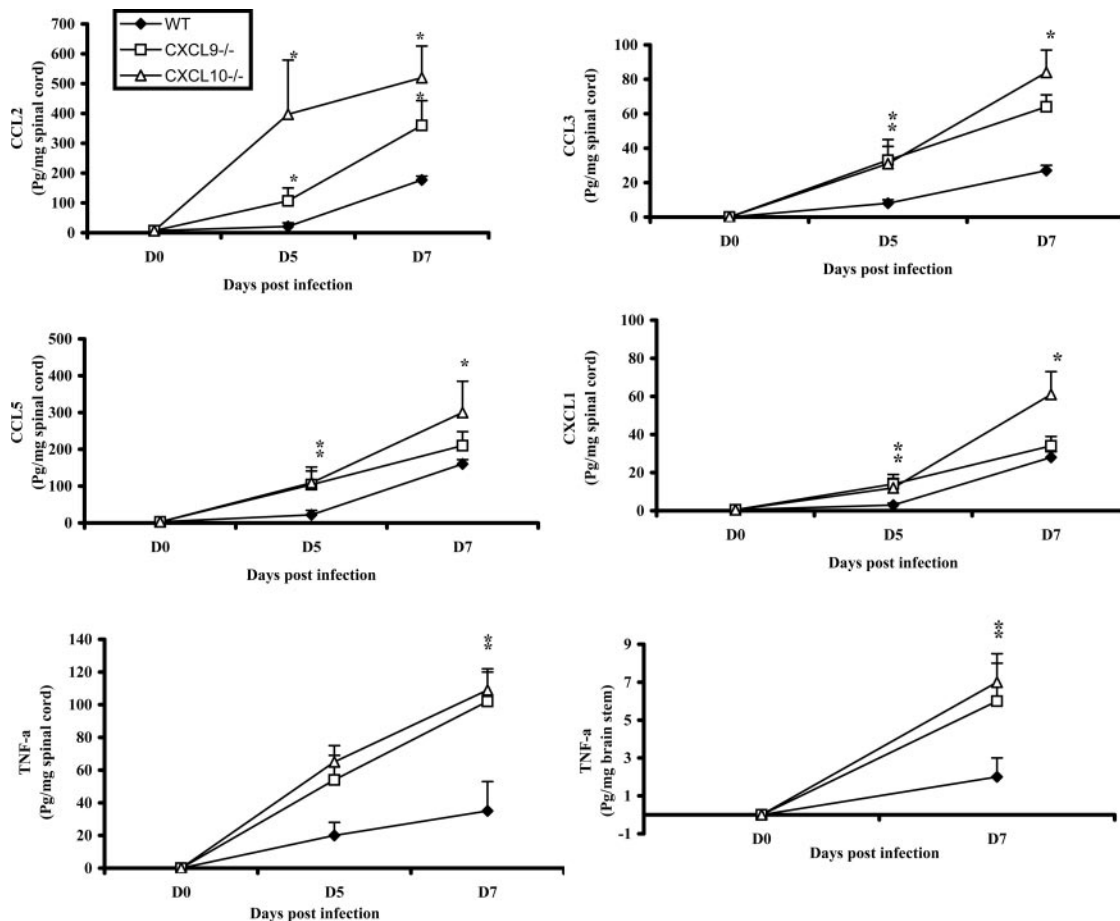 WT
CXCL9-/-
CXCL10-/-
CCL2
(Pg/mg spinal cord)
700
600
500
400
300
200
100
0
*
*
*
*
D0 D5 D7
Days post infection
CCL3
(Pg/mg spinal cord)
100
80
60
40
20
0
*
*
*
D0 D5 D7
Days post infection
CCL5
(Pg/mg spinal cord)
500
400
300
200
100
0
*
*
*
D0 D5 D7
Days post infection
CXCL1
(Pg/mg spinal cord)
100
80
60
40
20
0
*
*
*
D0 D5 D7
Days post infection
TNF-a
(Pg/mg spinal cord)
140
120
100
80
60
40
20
0
*
*
D0 D5 D7
Days post infection
TNF-a
(Pg/mg brain stem)
9
7
5
3
1
-1
*
*
D0 D7
Days post infection